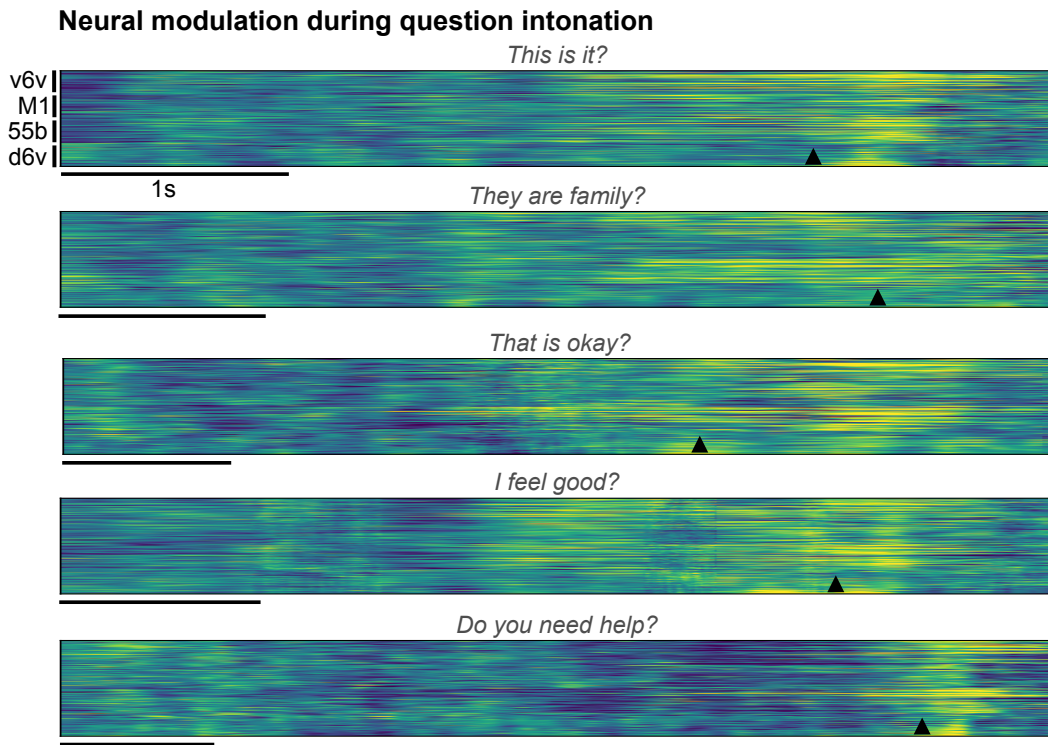 Neural modulation during question intonation
This is it?
v6v
M1
55b
d6v
1s
They are family?
That is okay?
I feel good?
Do you need help?